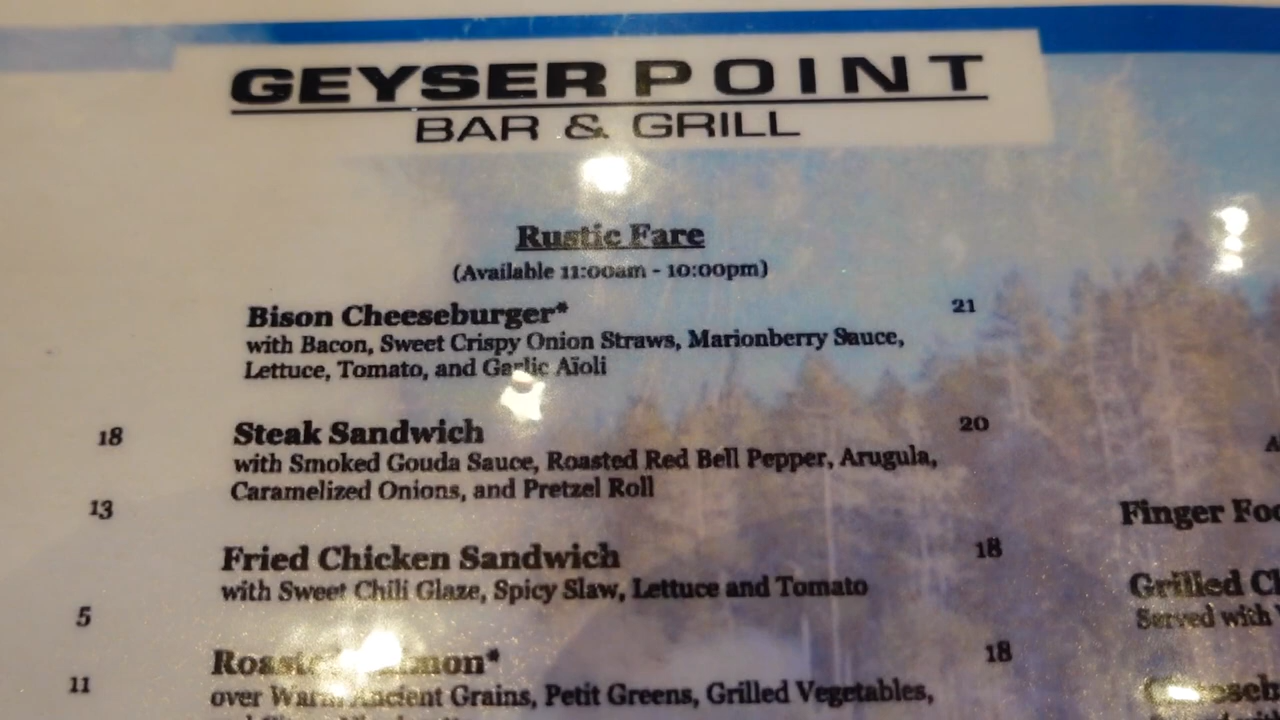 GEYSER POINT
BAR & GRILL
Rustic Fare
(Available 11:00am - 10:00pm)
Bison Cheeseburger* 21
with Bacon, Sweet Crispy Onion Straws, Marionberry Sauce,
Lettuce, Tomato, and Garlic Aïoli
18
Steak Sandwich 20
with Smoked Gouda Sauce, Roasted Red Bell Pepper, Arugula,
Caramelized Onions, and Pretzel Roll
13
Fried Chicken Sandwich 18
with Sweet Chili Glaze, Spicy Slaw, Lettuce and Tomato
5
18
over Warm Ancient Grains, Petit Greens, Grilled Vegetables,
11
Finger
Grilled
Served with